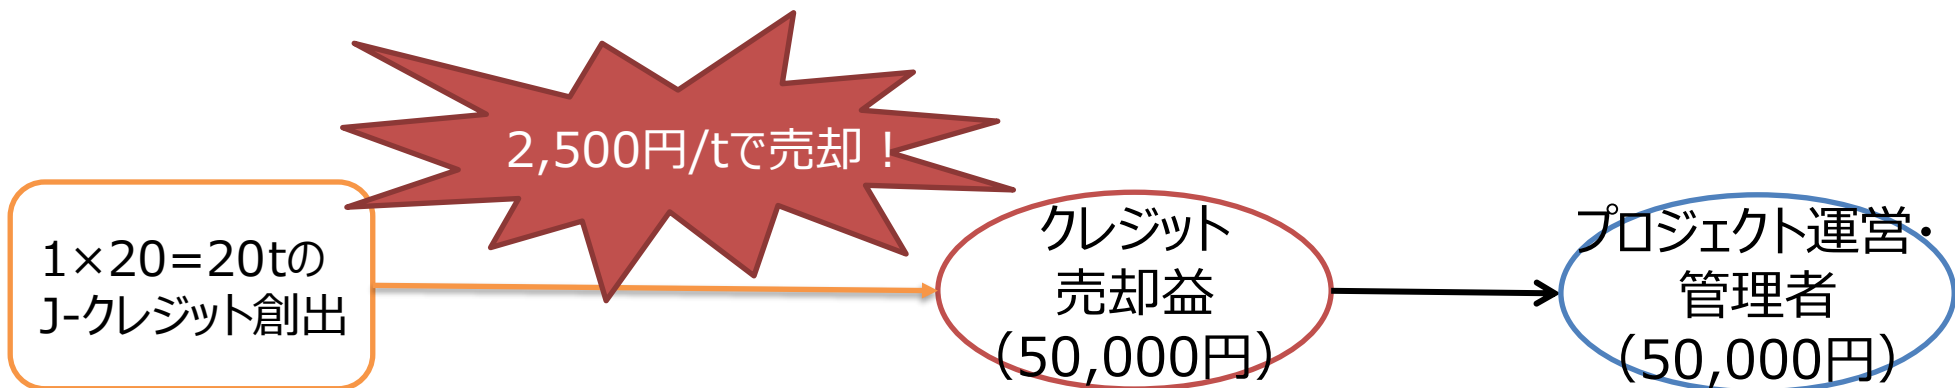 2,500円/tで売却！
1×20=20tの
J-クレジット創出
クレジット
売却益
（50,000円）
プロジェクト運営・
管理者
（50,000円）